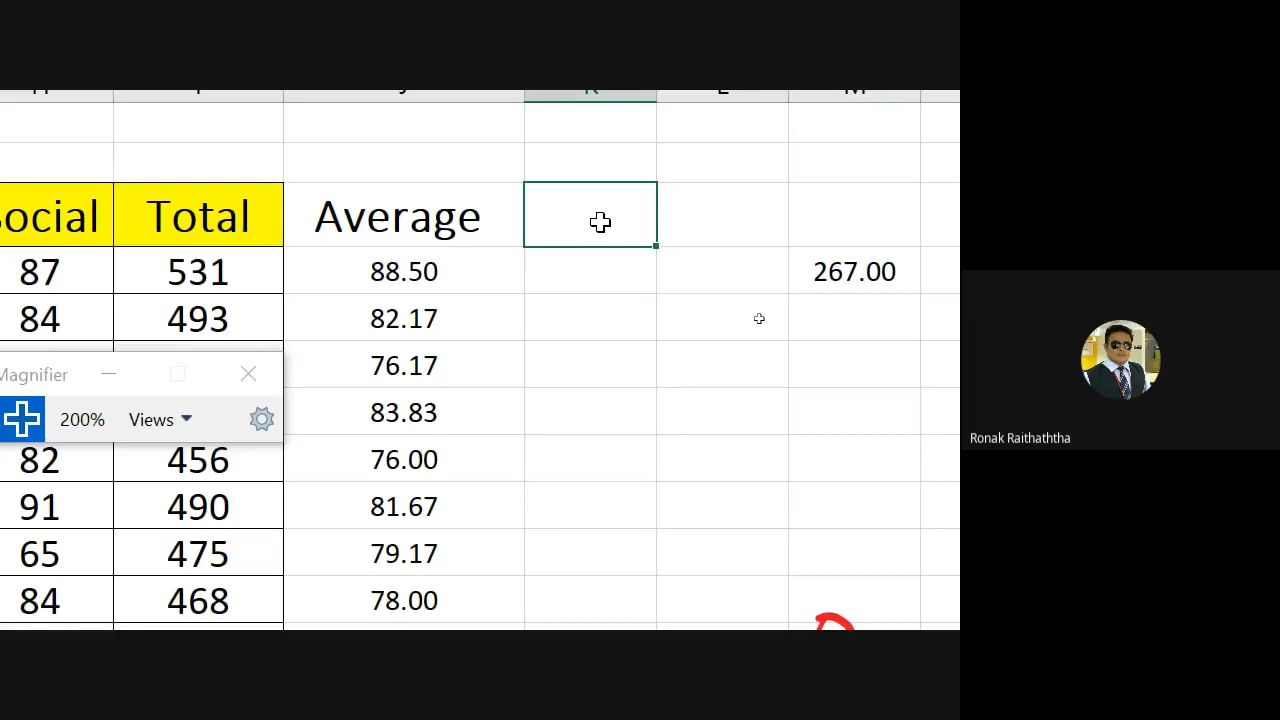 Social Total Average
87 531 88.50 267.00
84 493 82.17
76.17
Magnifier
83.83
200% Views
82 456 76.00
91 490 81.67
65 475 79.17
84 468 78.00
Ronak Raithaththa